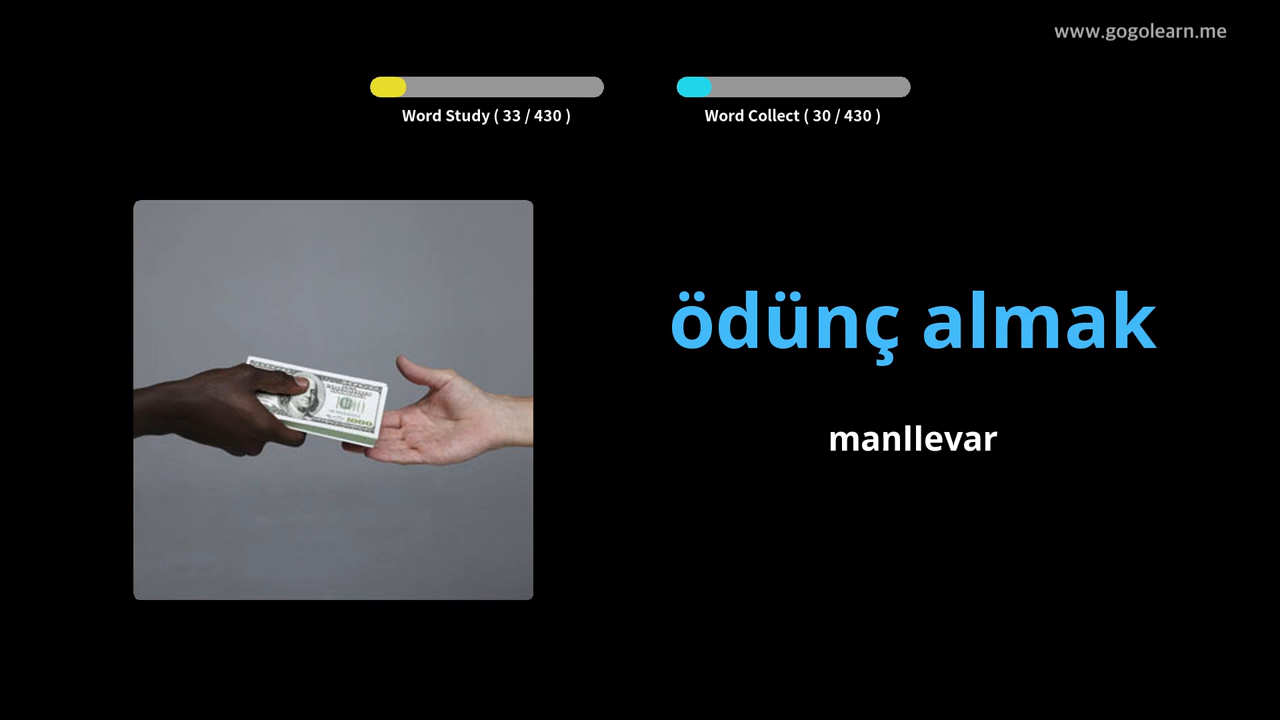 www.gogolearn.me
Word Study ( 33 / 430 )
Word Collect ( 30 / 430 )
ödünç almak
manllevar